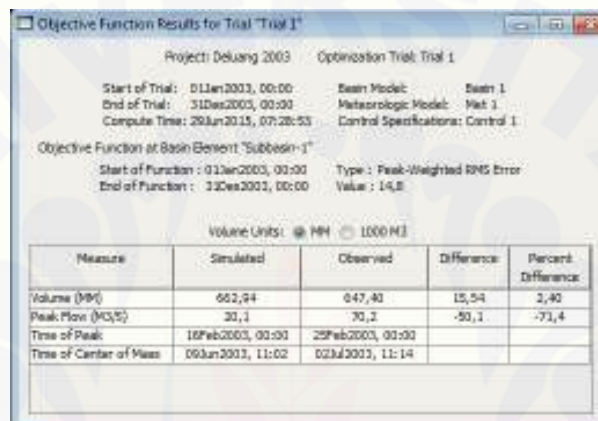 Objective Function Results for Trial "Trial 1"
Project: Deluang 2003 Optimization Trial: Trial 1
Start of Trial: 01Jan2003, 00:00 Basin Model: Basin 1
End of Trial: 31Des2003, 00:00 Meteorologic Model: Met 1
Compute Time: 29Jun2015, 07:28:53 Control Specifications: Control 1
Objective Function at Basin Element "Subbasin-1"
Start of Function : 01Jan2003, 00:00 Type : Peak-Weighted RMS Error
End of Function : 31Des2003, 00:00 Value : 14,8
Volume Units: MM 1000 M3
Measure Simulated Observed Difference Percent Difference
Volume (MM) 662,94 647,40 15,54 2,40
Peak Flow (M3/S) 20,1 70,2 -50,1 -71,4
Time of Peak 16Feb2003, 00:00 25Feb2003, 00:00
Time of Center of Mass 09Jun2003, 11:02 02Jul2003, 11:14